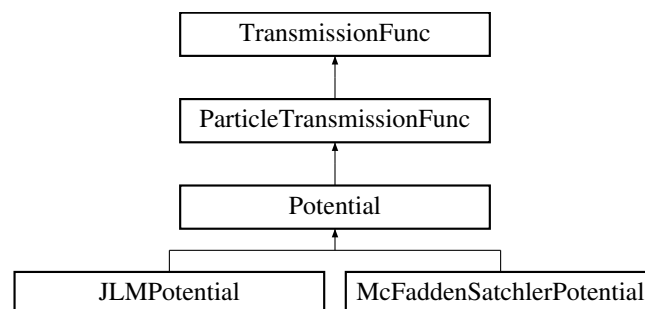 TransmissionFunc
ParticleTransmissionFunc
Potential
JLMPotential
McFaddenSatchlerPotential